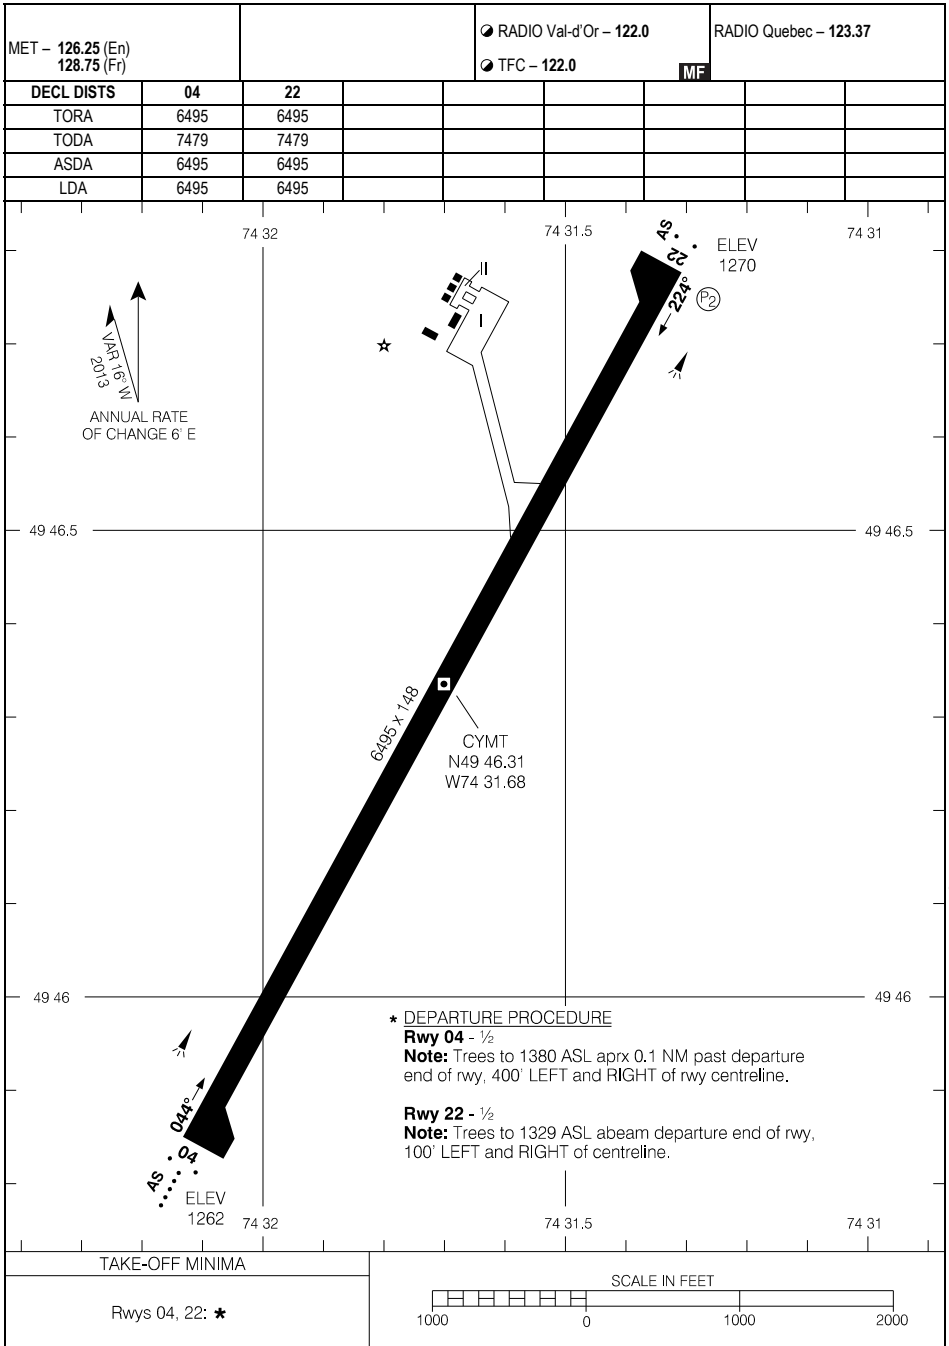 MET – 126.25 (En)
128.75 (Fr)
RADIO Val-d'Or – 122.0
TFC – 122.0
MF
RADIO Quebec – 123.37
DECL DISTS 04 22
TORA 6495 6495
TODA 7479 7479
ASDA 6495 6495
LDA 6495 6495
74 32
74 31.5
74 31
AS
22
ELEV
1270
224°
P2
II
I
VAR 16° W
2013
ANNUAL RATE
OF CHANGE 6' E
49 46.5
49 46.5
6495 x 148
CYMT
N49 46.31
W74 31.68
49 46
49 46
* DEPARTURE PROCEDURE
Rwy 04 - ½
Note: Trees to 1380 ASL aprx 0.1 NM past departure
end of rwy, 400' LEFT and RIGHT of rwy centreline.
Rwy 22 - ½
Note: Trees to 1329 ASL abeam departure end of rwy,
100' LEFT and RIGHT of centreline.
044°
04
AS
ELEV
1262
74 32
74 31.5
74 31
TAKE-OFF MINIMA
Rwys 04, 22: *
SCALE IN FEET
1000 0 1000 2000